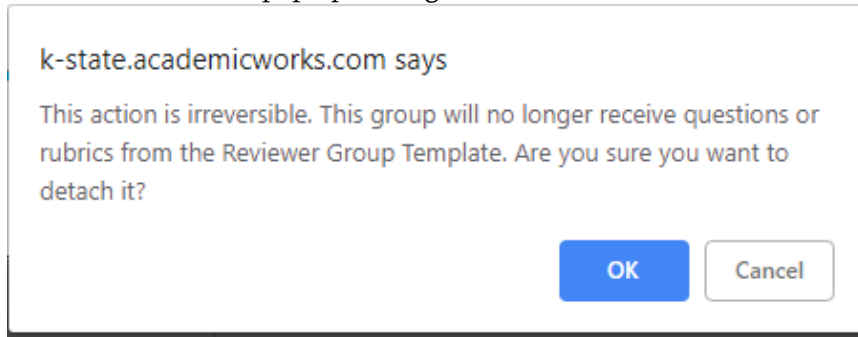 k-state.academicworks.com says
This action is irreversible. This group will no longer receive questions or
rubrics from the Reviewer Group Template. Are you sure you want to
detach it?
OK
Cancel